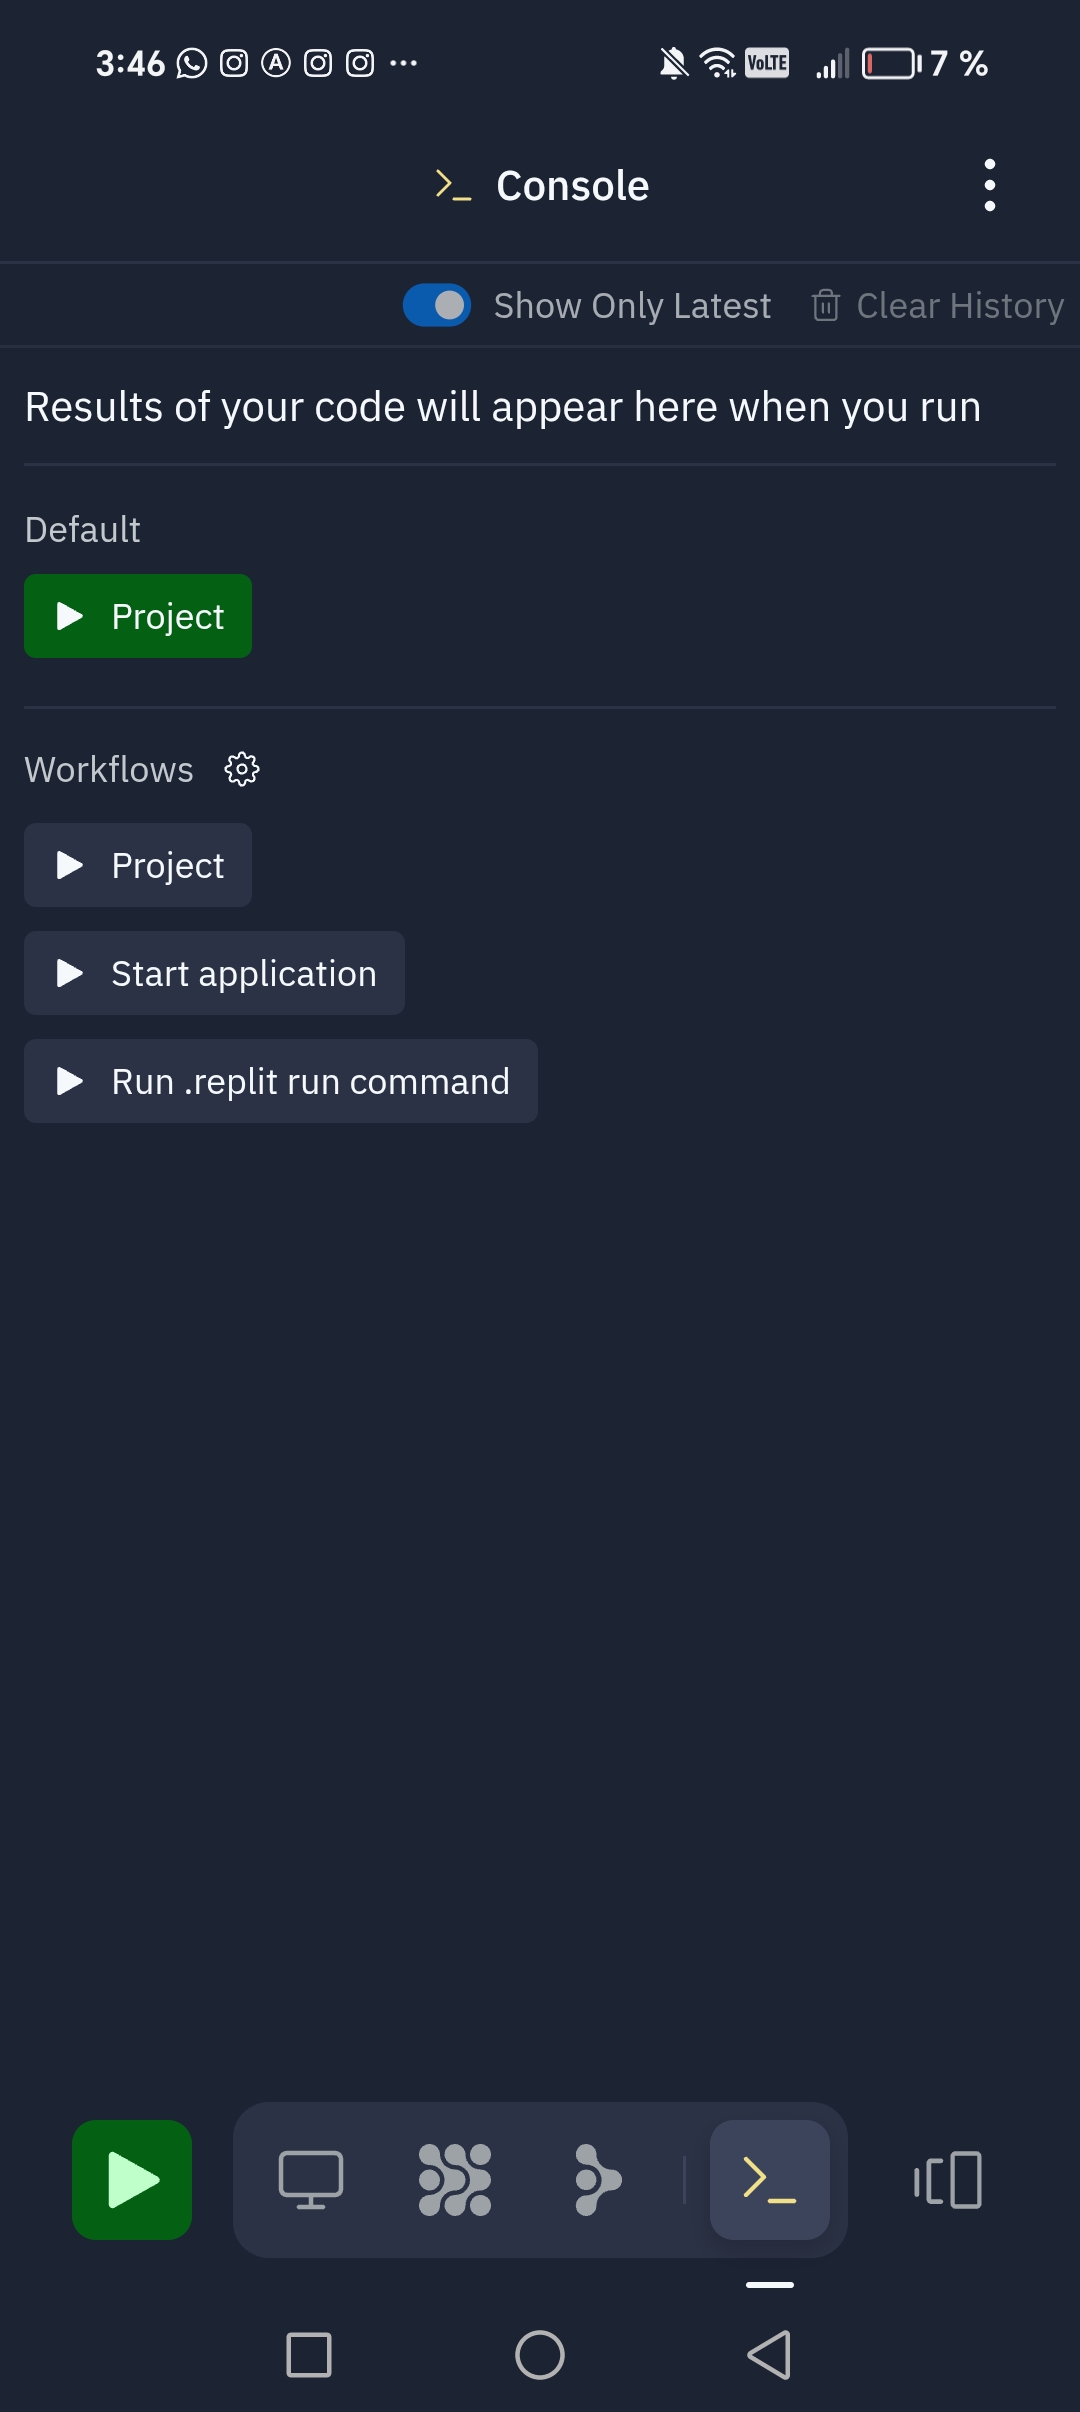 3:46 VoLTE 7 %
Console
Show Only Latest Clear History
Results of your code will appear here when you run
Default
Project
Workflows
Project
Start application
Run .replit run command